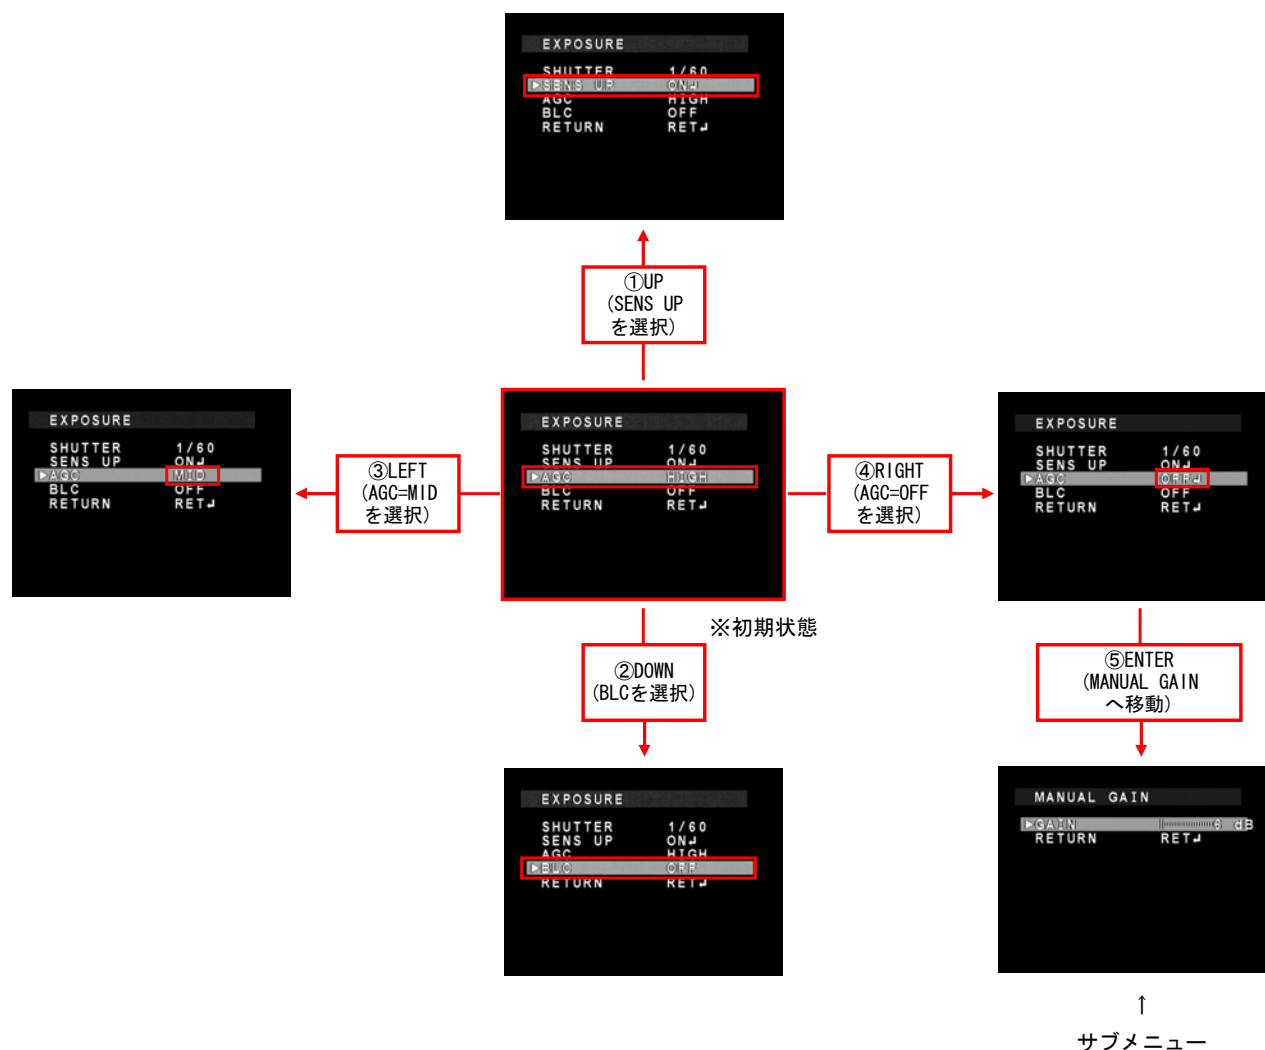 EXPOSURE
SHUTTER 1/60
▶SENS UP ON↲
AGC HIGH
BLC OFF
RETURN RET↲
①UP
(SENS UP
を選択)
EXPOSURE
SHUTTER 1/60
SENS UP ON↲
▶AGC MID
BLC OFF
RETURN RET↲
③LEFT
(AGC=MID
を選択)
EXPOSURE
SHUTTER 1/60
SENS UP ON↲
▶AGC HIGH
BLC OFF
RETURN RET↲
④RIGHT
(AGC=OFF
を選択)
EXPOSURE
SHUTTER 1/60
SENS UP ON↲
▶AGC OFF↲
BLC OFF
RETURN RET↲
※初期状態
②DOWN
(BLCを選択)
⑤ENTER
(MANUAL GAIN
へ移動)
EXPOSURE
SHUTTER 1/60
SENS UP ON↲
AGC HIGH
▶BLC OFF
RETURN RET↲
MANUAL GAIN
▶GAIN dB
RETURN RET↲
↑
サブメニュー